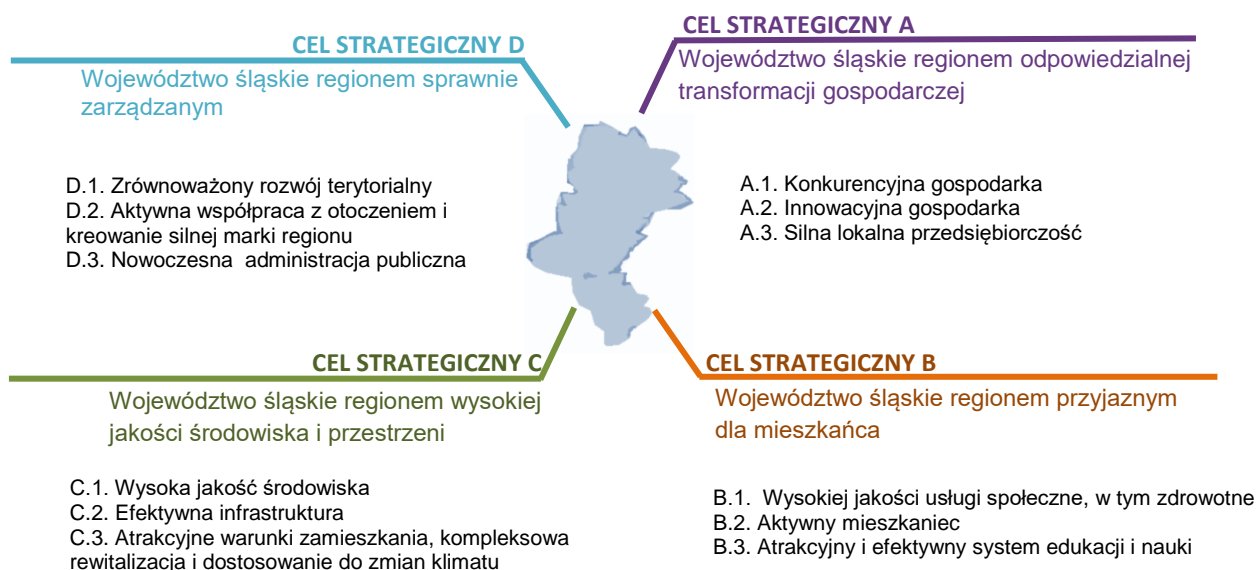 CEL STRATEGICZNY D
Województwo śląskie regionem sprawnie
zarządzanym
D.1. Zrównoważony rozwój terytorialny
D.2. Aktywna współpraca z otoczeniem i
kreowanie silnej marki regionu
D.3. Nowoczesna administracja publiczna
CEL STRATEGICZNY A
Województwo śląskie regionem odpowiedzialnej
transformacji gospodarczej
A.1. Konkurencyjna gospodarka
A.2. Innowacyjna gospodarka
A.3. Silna lokalna przedsiębiorczość
CEL STRATEGICZNY C
Województwo śląskie regionem wysokiej
jakości środowiska i przestrzeni
C.1. Wysoka jakość środowiska
C.2. Efektywna infrastruktura
C.3. Atrakcyjne warunki zamieszkania, kompleksowa
rewitalizacja i dostosowanie do zmian klimatu
CEL STRATEGICZNY B
Województwo śląskie regionem przyjaznym
dla mieszkańca
B.1. Wysokiej jakości usługi społeczne, w tym zdrowotne
B.2. Aktywny mieszkaniec
B.3. Atrakcyjny i efektywny system edukacji i nauki